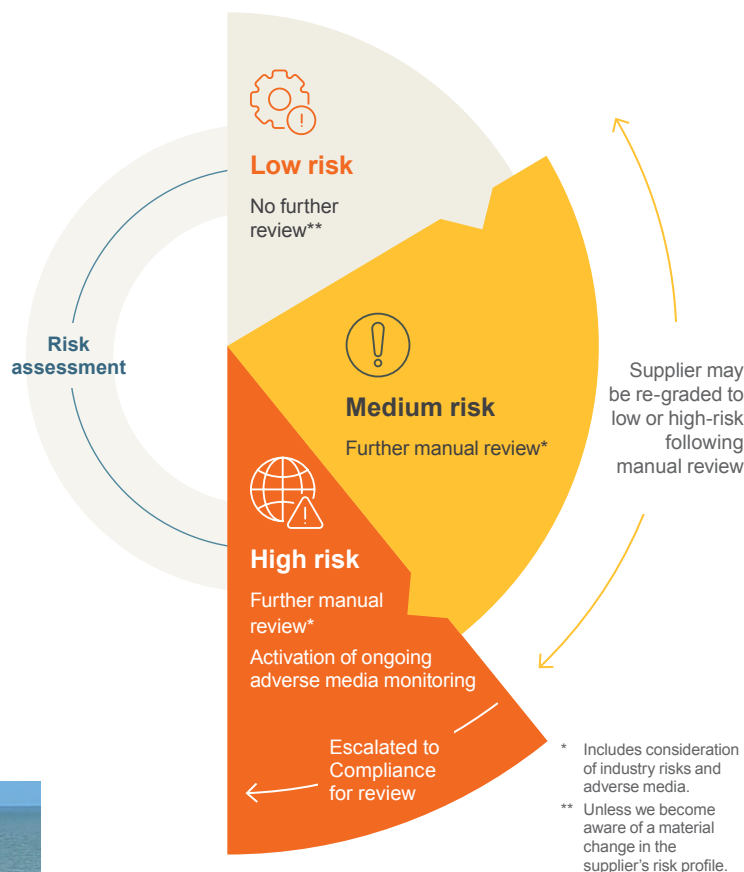 Low risk
No further
review**
Risk
assessment
Medium risk
Further manual review*
Supplier may
be re-graded to
low or high-risk
following
manual review
High risk
Further manual
review*
Activation of ongoing
adverse media monitoring
Escalated to
Compliance
for review
* Includes consideration
of industry risks and
adverse media.
** Unless we become
aware of a material
change in the
supplier's risk profile.